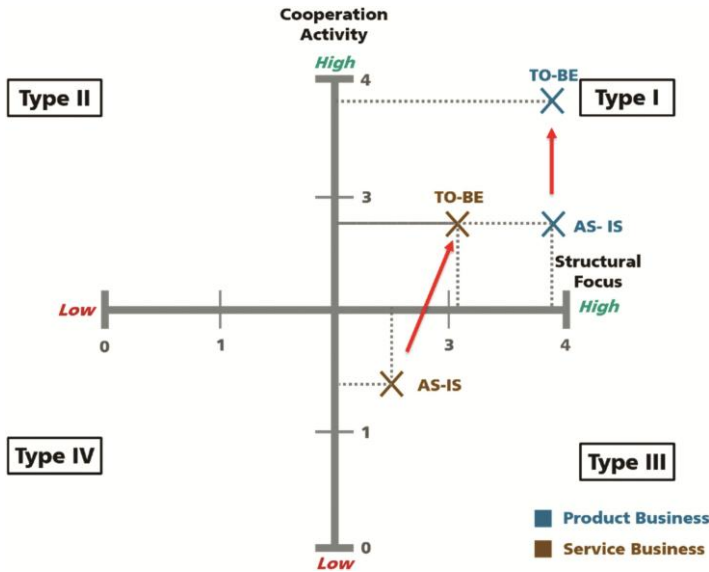 Cooperation
Activity
High
4
TO-BE
Type II
Type I
3
TO-BE
AS- IS
Structural
Focus
Low
High
0
1
3
4
AS-IS
1
Type IV
Type III
Product Business
0
Service Business
Low